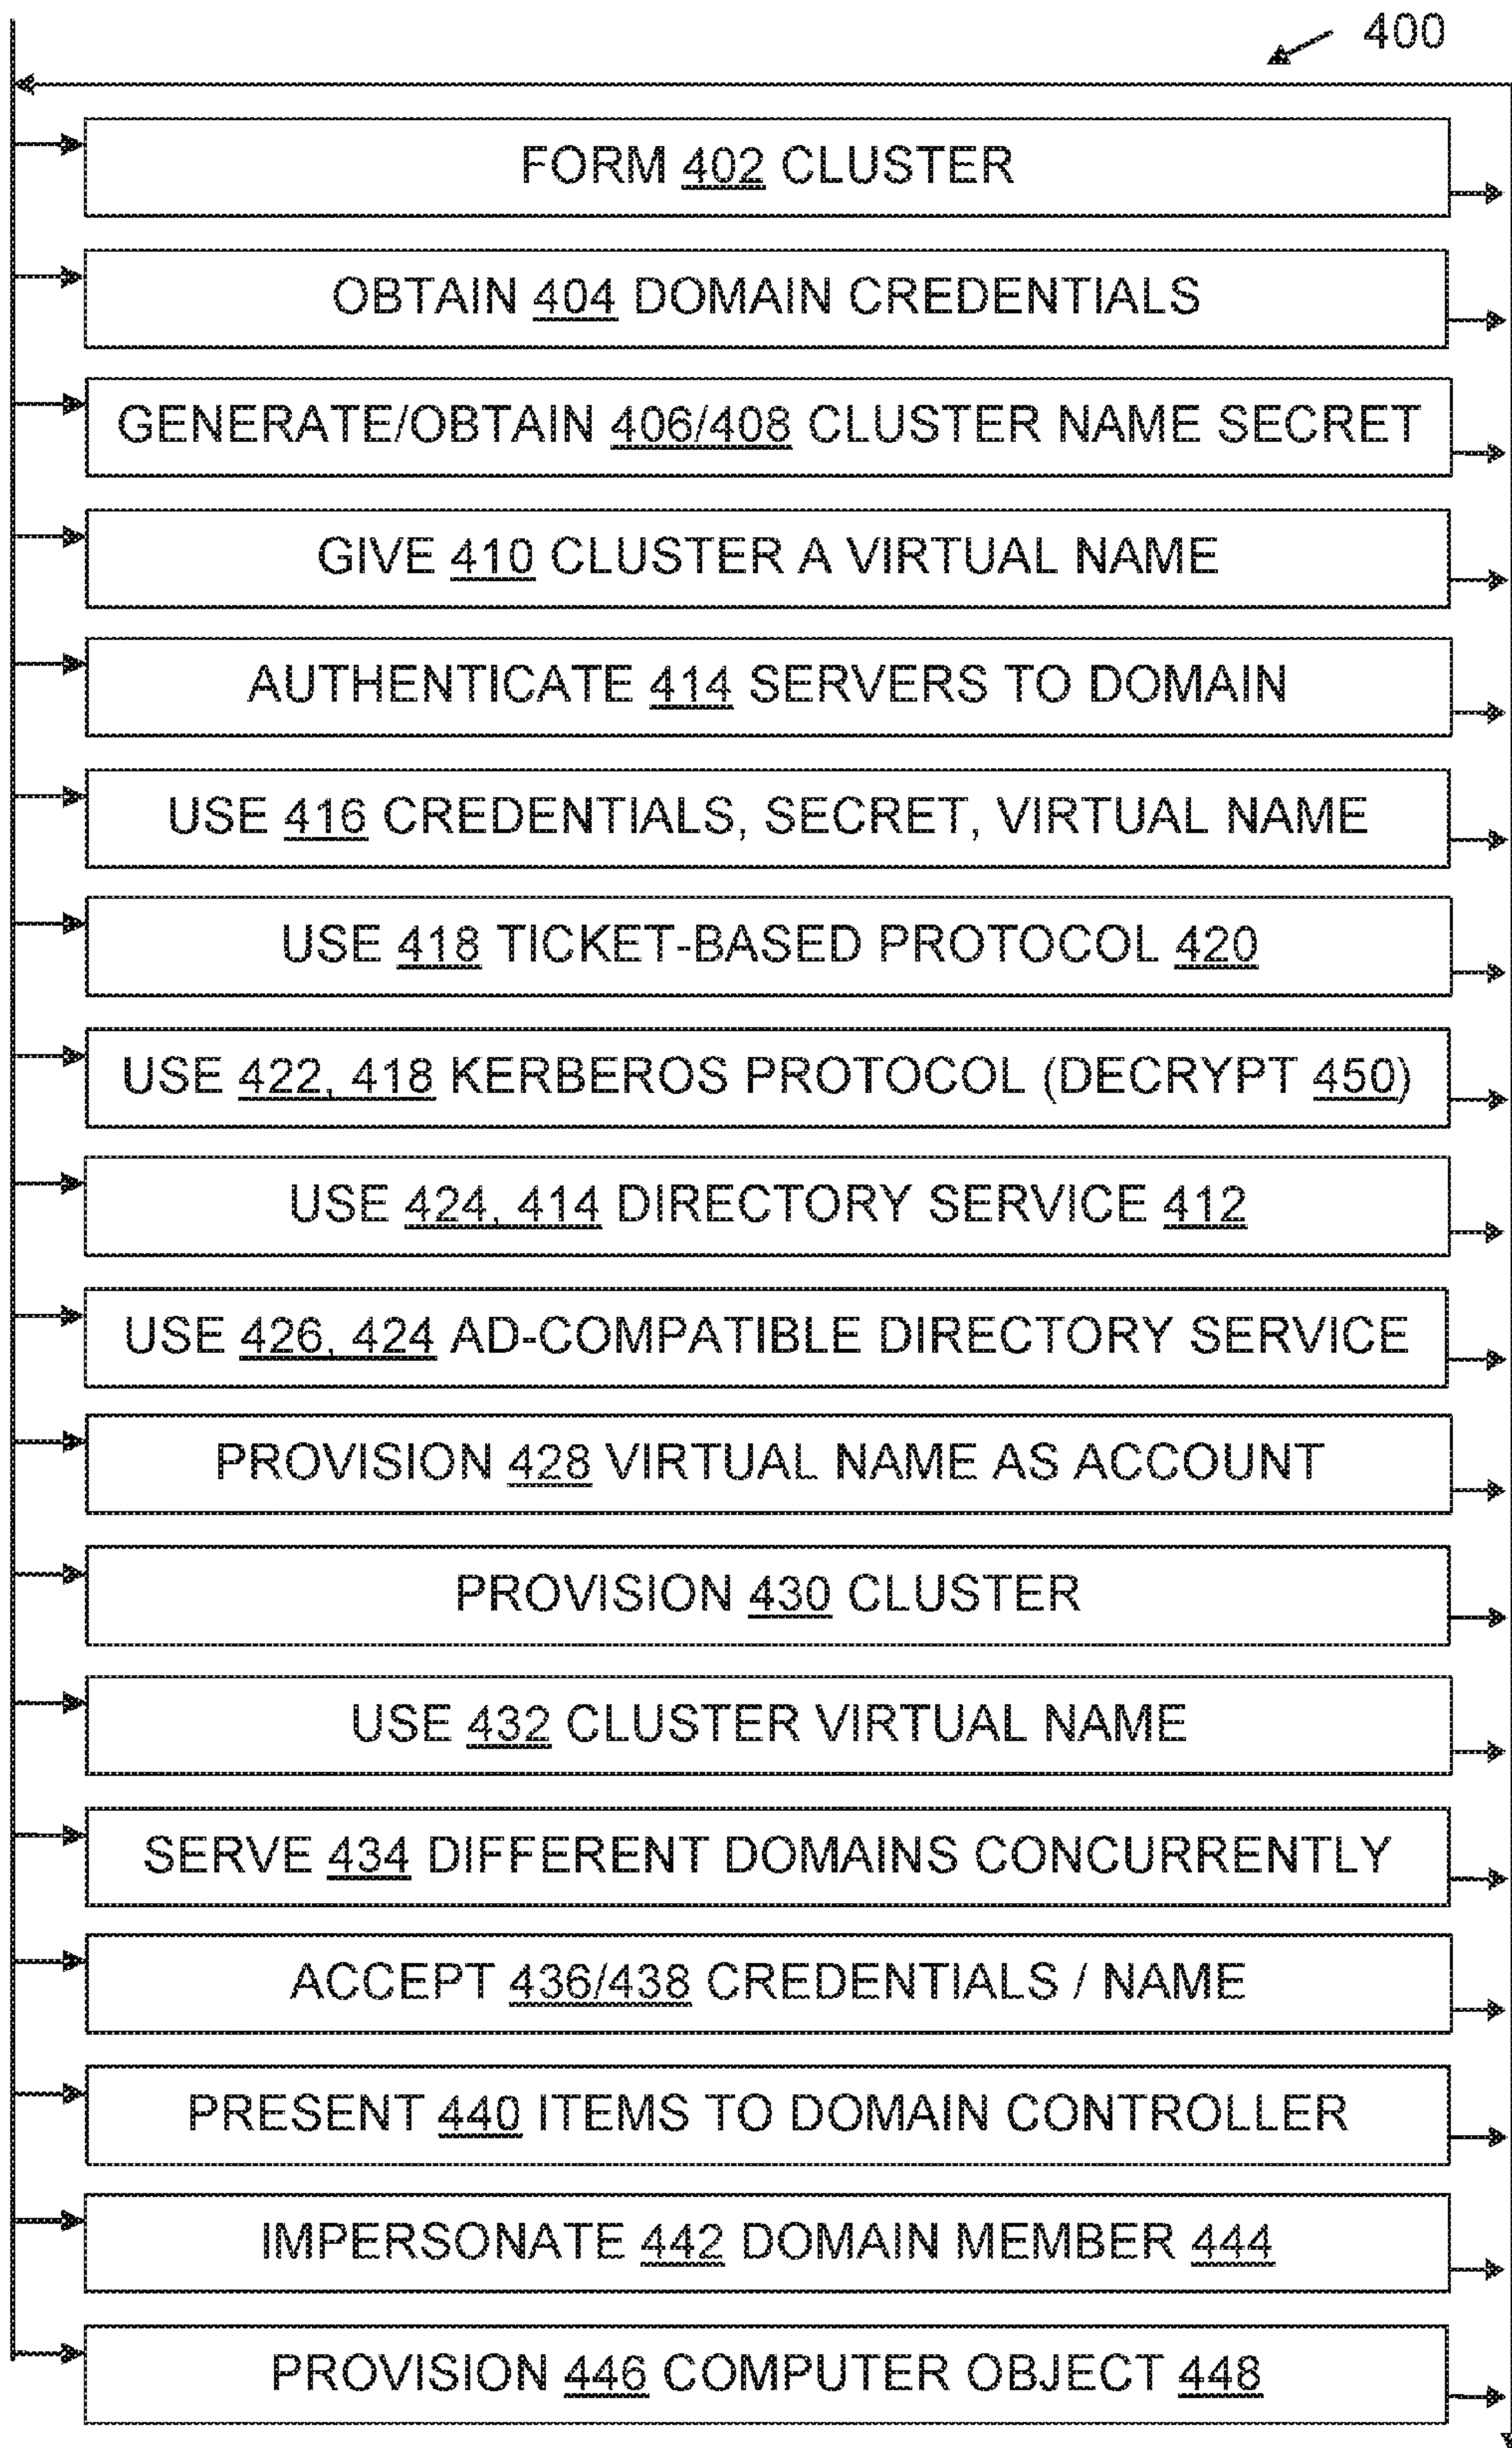 400
FORM 402 CLUSTER
OBTAIN 404 DOMAIN CREDENTIALS
GENERATE/OBTAIN 406/408 CLUSTER NAME SECRET
GIVE 410 CLUSTER A VIRTUAL NAME
AUTHENTICATE 414 SERVERS TO DOMAIN
USE 416 CREDENTIALS, SECRET, VIRTUAL NAME
USE 418 TICKET-BASED PROTOCOL 420
USE 422, 418 KERBEROS PROTOCOL (DECRYPT 450)
USE 424, 414 DIRECTORY SERVICE 412
USE 426, 424 AD-COMPATIBLE DIRECTORY SERVICE
PROVISION 428 VIRTUAL NAME AS ACCOUNT
PROVISION 430 CLUSTER
USE 432 CLUSTER VIRTUAL NAME
SERVE 434 DIFFERENT DOMAINS CONCURRENTLY
ACCEPT 436/438 CREDENTIALS / NAME
PRESENT 440 ITEMS TO DOMAIN CONTROLLER
IMPERSONATE 442 DOMAIN MEMBER 444
PROVISION 446 COMPUTER OBJECT 448